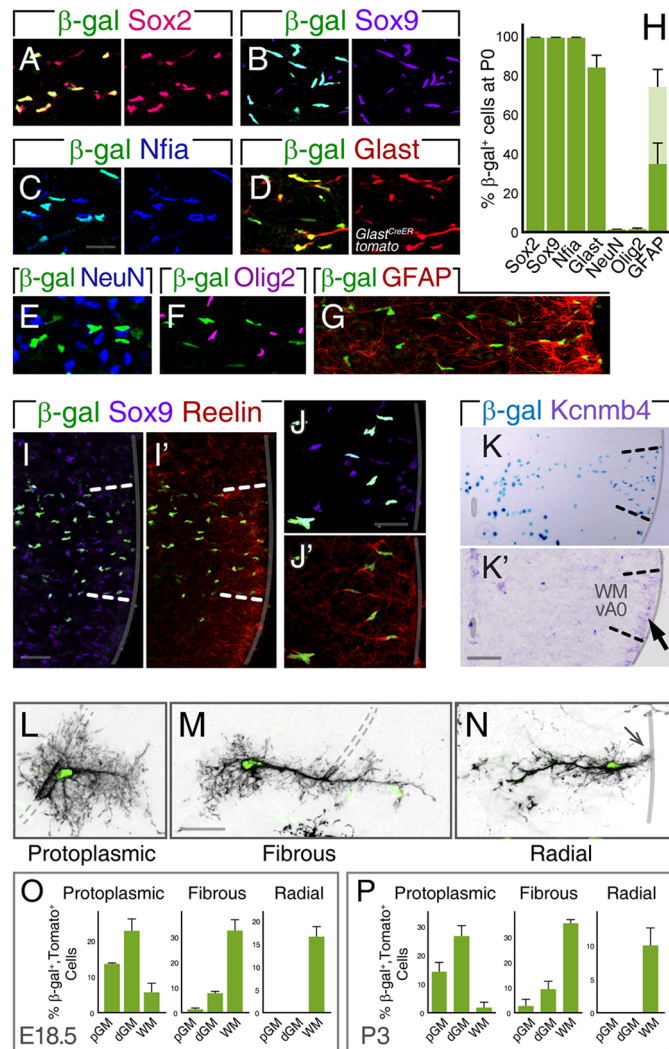 β-gal Sox2
β-gal Sox9
A
B
β-gal Nfia
β-gal Glast
C
D
Glast^CreER
tomato
β-gal NeuN
β-gal Olig2
β-gal GFAP
E
F
G
H
% β-gal⁺ cells at P0
100
80
60
40
20
0
Sox2
Sox9
Nfia
Glast
NeuN
Olig2
GFAP
β-gal Sox9 Reelin
I
I'
J
J'
β-gal Kcnmb4
K
K'
WM
vA0
L
M
N
Protoplasmic
Fibrous
Radial
O
Protoplasmic
Fibrous
Radial
% β-gal⁺,Tomato⁺
Cells
20
10
0
30
20
10
0
25
20
15
10
5
0
pGM
dGM
WM
pGM
dGM
WM
pGM
dGM
WM
E18.5
P
Protoplasmic
Fibrous
Radial
% β-gal⁺,Tomato⁺
Cells
30
20
10
0
30
20
10
0
10
5
0
pGM
dGM
WM
pGM
dGM
WM
pGM
dGM
WM
P3